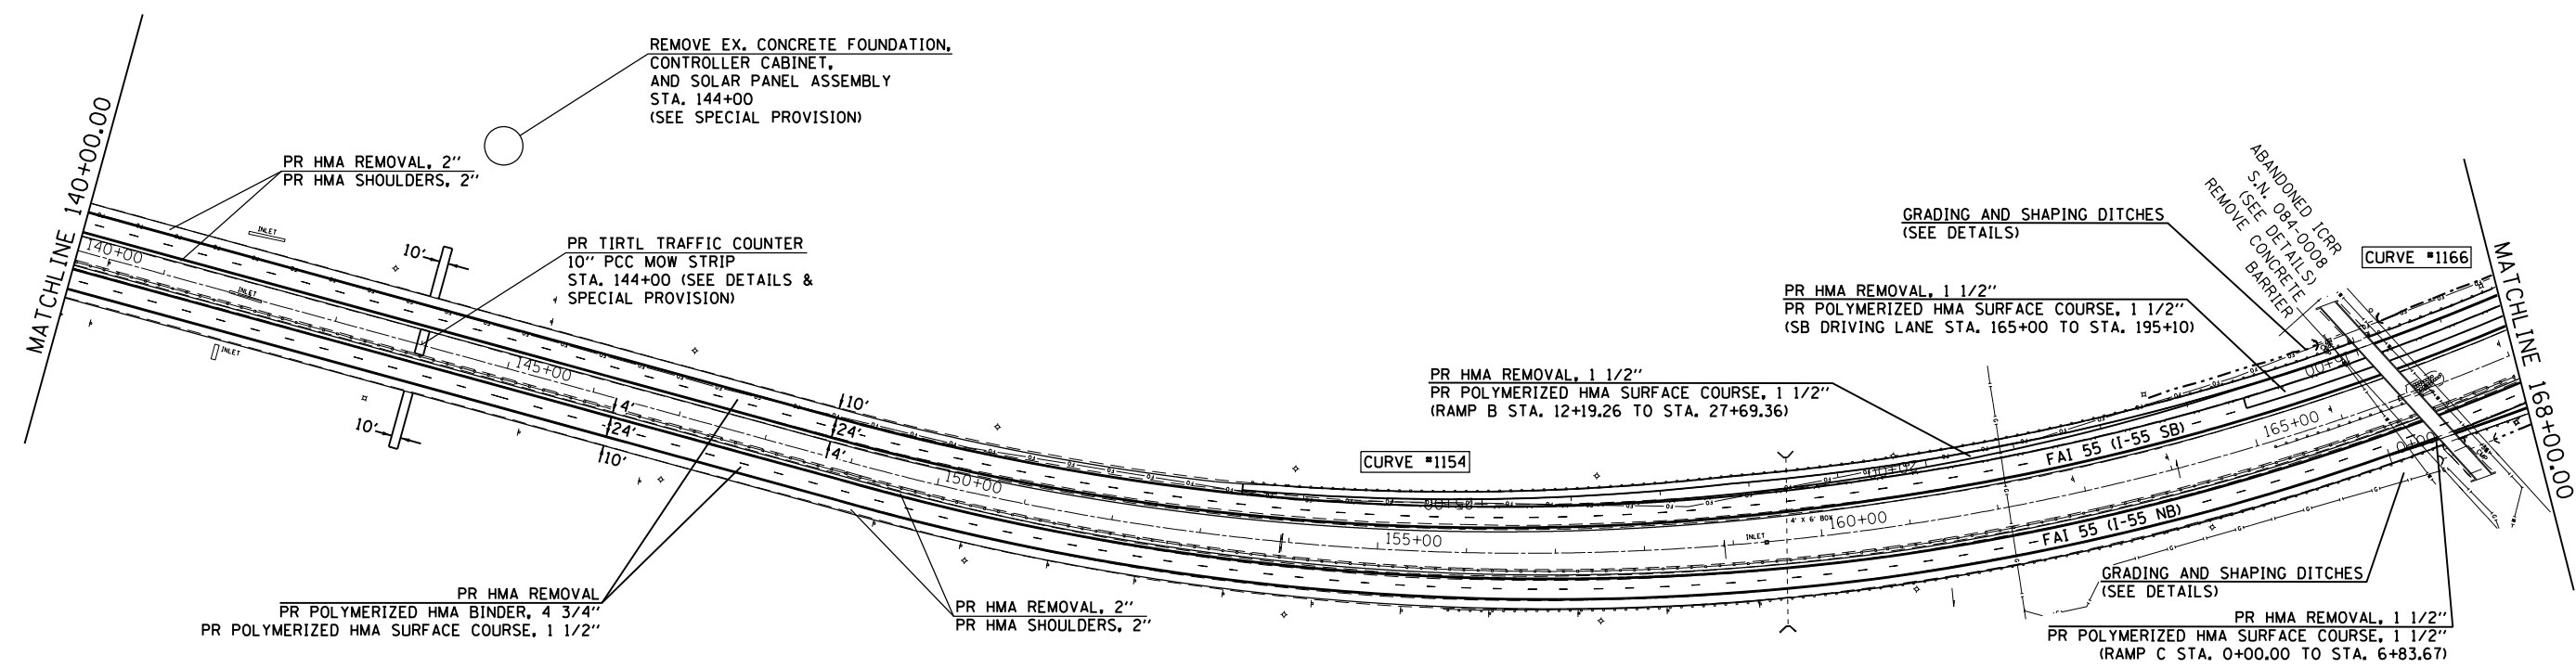 MATCHLINE 140+00.00
REMOVE EX. CONCRETE FOUNDATION,
CONTROLLER CABINET,
AND SOLAR PANEL ASSEMBLY
STA. 144+00
(SEE SPECIAL PROVISION)
PR HMA REMOVAL, 2"
PR HMA SHOULDERS, 2"
INLET
INLET
INLET
140+00
10'
10'
PR TIRTL TRAFFIC COUNTER
10" PCC MOW STRIP
STA. 144+00 (SEE DETAILS &
SPECIAL PROVISION)
145+00
4'
24'
10'
10'
24'
4'
150+00
PR HMA REMOVAL
PR POLYMERIZED HMA BINDER, 4 3/4"
PR POLYMERIZED HMA SURFACE COURSE, 1 1/2"
PR HMA REMOVAL, 2"
PR HMA SHOULDERS, 2"
CURVE #1154
155+00
INLET
4' X 6' BOX
160+00
PR HMA REMOVAL, 1 1/2"
PR POLYMERIZED HMA SURFACE COURSE, 1 1/2"
(RAMP B STA. 12+19.26 TO STA. 27+69.36)
PR HMA REMOVAL, 1 1/2"
PR POLYMERIZED HMA SURFACE COURSE, 1 1/2"
(SB DRIVING LANE STA. 165+00 TO STA. 195+10)
GRADING AND SHAPING DITCHES
(SEE DETAILS)
ABANDONED ICRR
S.N. 084-0008
(SEE DETAILS)
REMOVE CONCRETE
BARRIER
CURVE #1166
FAI 55 (I-55 SB)
165+00
FAI 55 (I-55 NB)
0+00
GRADING AND SHAPING DITCHES
(SEE DETAILS)
PR HMA REMOVAL, 1 1/2"
PR POLYMERIZED HMA SURFACE COURSE, 1 1/2"
(RAMP C STA. 0+00.00 TO STA. 6+83.67)
MATCHLINE 168+00.00